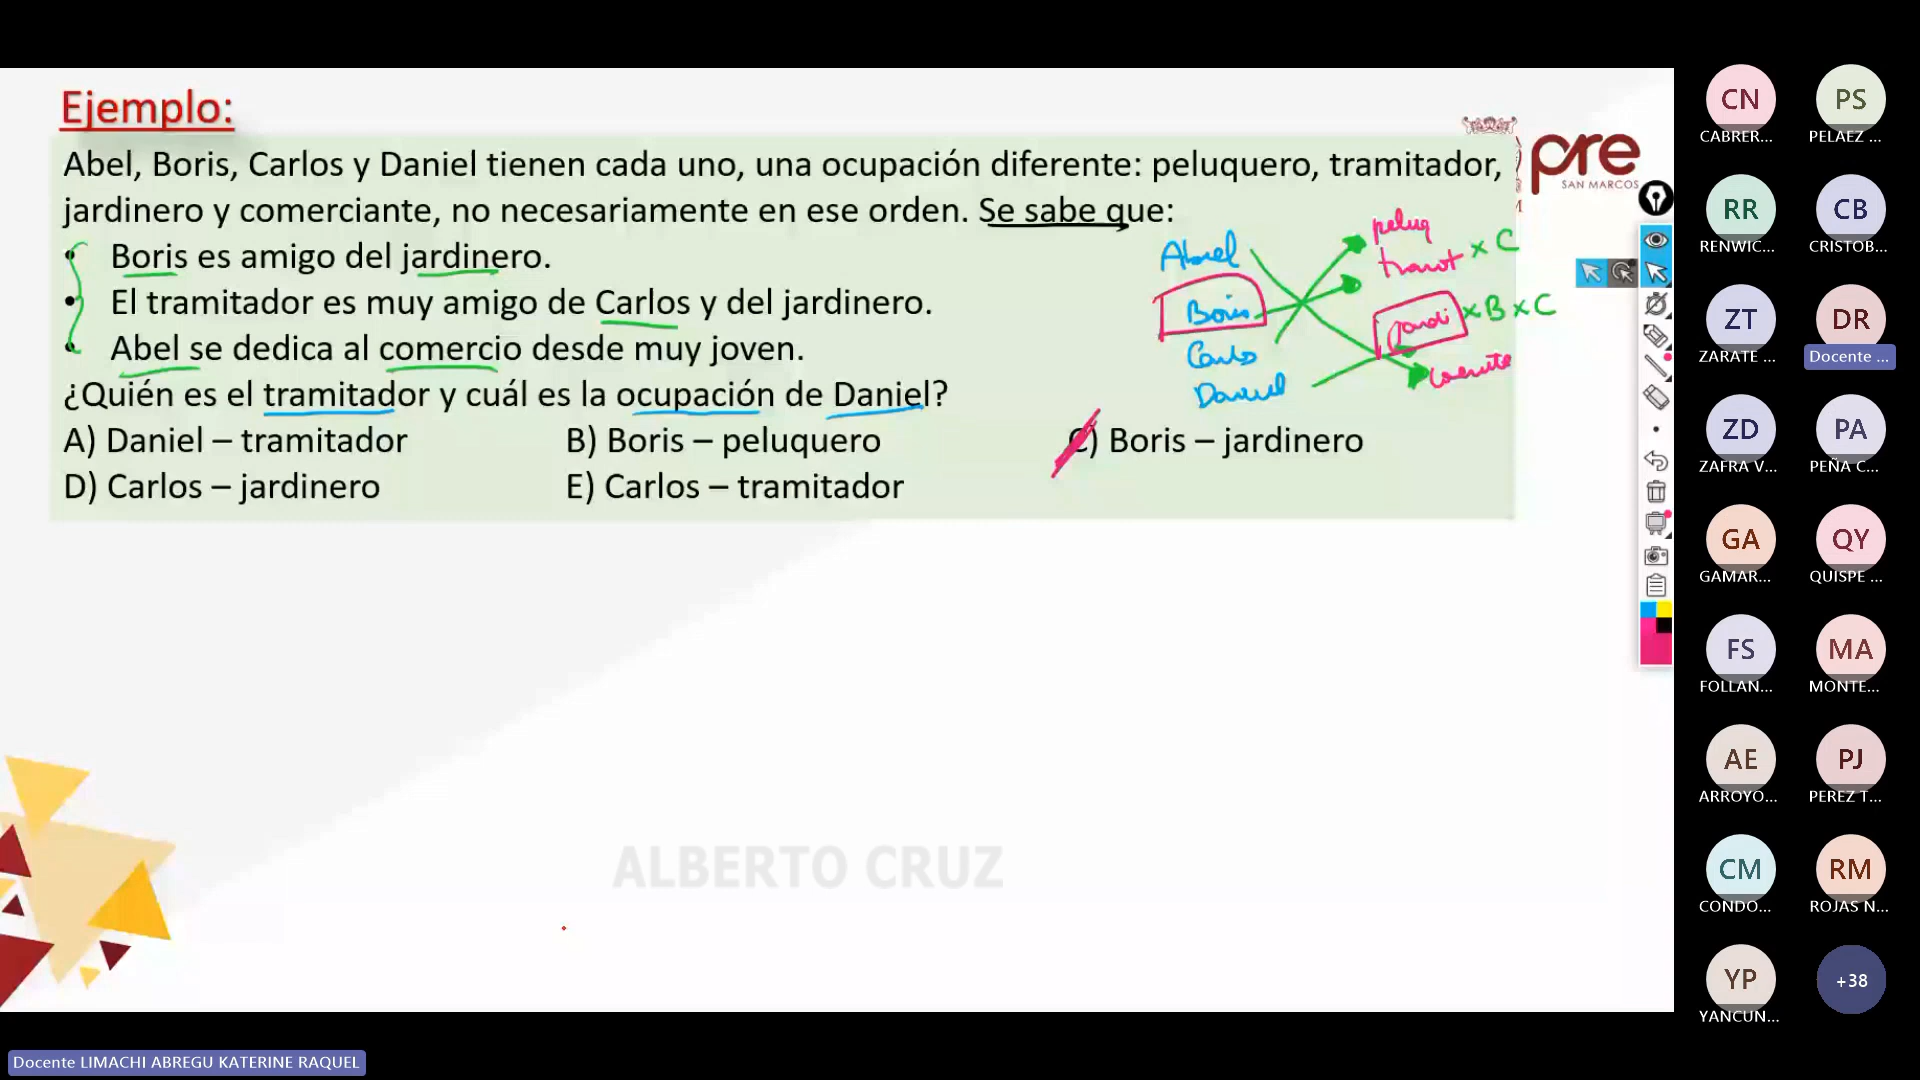 Ejemplo:
Abel, Boris, Carlos y Daniel tienen cada uno, una ocupación diferente: peluquero, tramitador,
jardinero y comerciante, no necesariamente en ese orden. Se sabe que:
• Boris es amigo del jardinero.
• El tramitador es muy amigo de Carlos y del jardinero.
• Abel se dedica al comercio desde muy joven.
¿Quién es el tramitador y cuál es la ocupación de Daniel?
A) Daniel – tramitador B) Boris – peluquero C) Boris – jardinero
D) Carlos – jardinero E) Carlos – tramitador
pre
SAN MARCOS
Abel
Boris
Carlos
Daniel
peluq
tramt × C
jardi × B × C
ALBERTO CRUZ
CN PS
CABRER... PELAEZ ...
RR CB
RENWIC... CRISTOB...
ZT DR
ZARATE ... Docente ...
ZD PA
ZAFRA V... PEÑA C...
GA QY
GAMAR... QUISPE ...
FS MA
FOLLAN... MONTE...
AE PJ
ARROYO... PEREZ T...
CM RM
CONDO... ROJAS N...
YP +38
YANCUN...
Docente LIMACHI ABREGU KATERINE RAQUEL